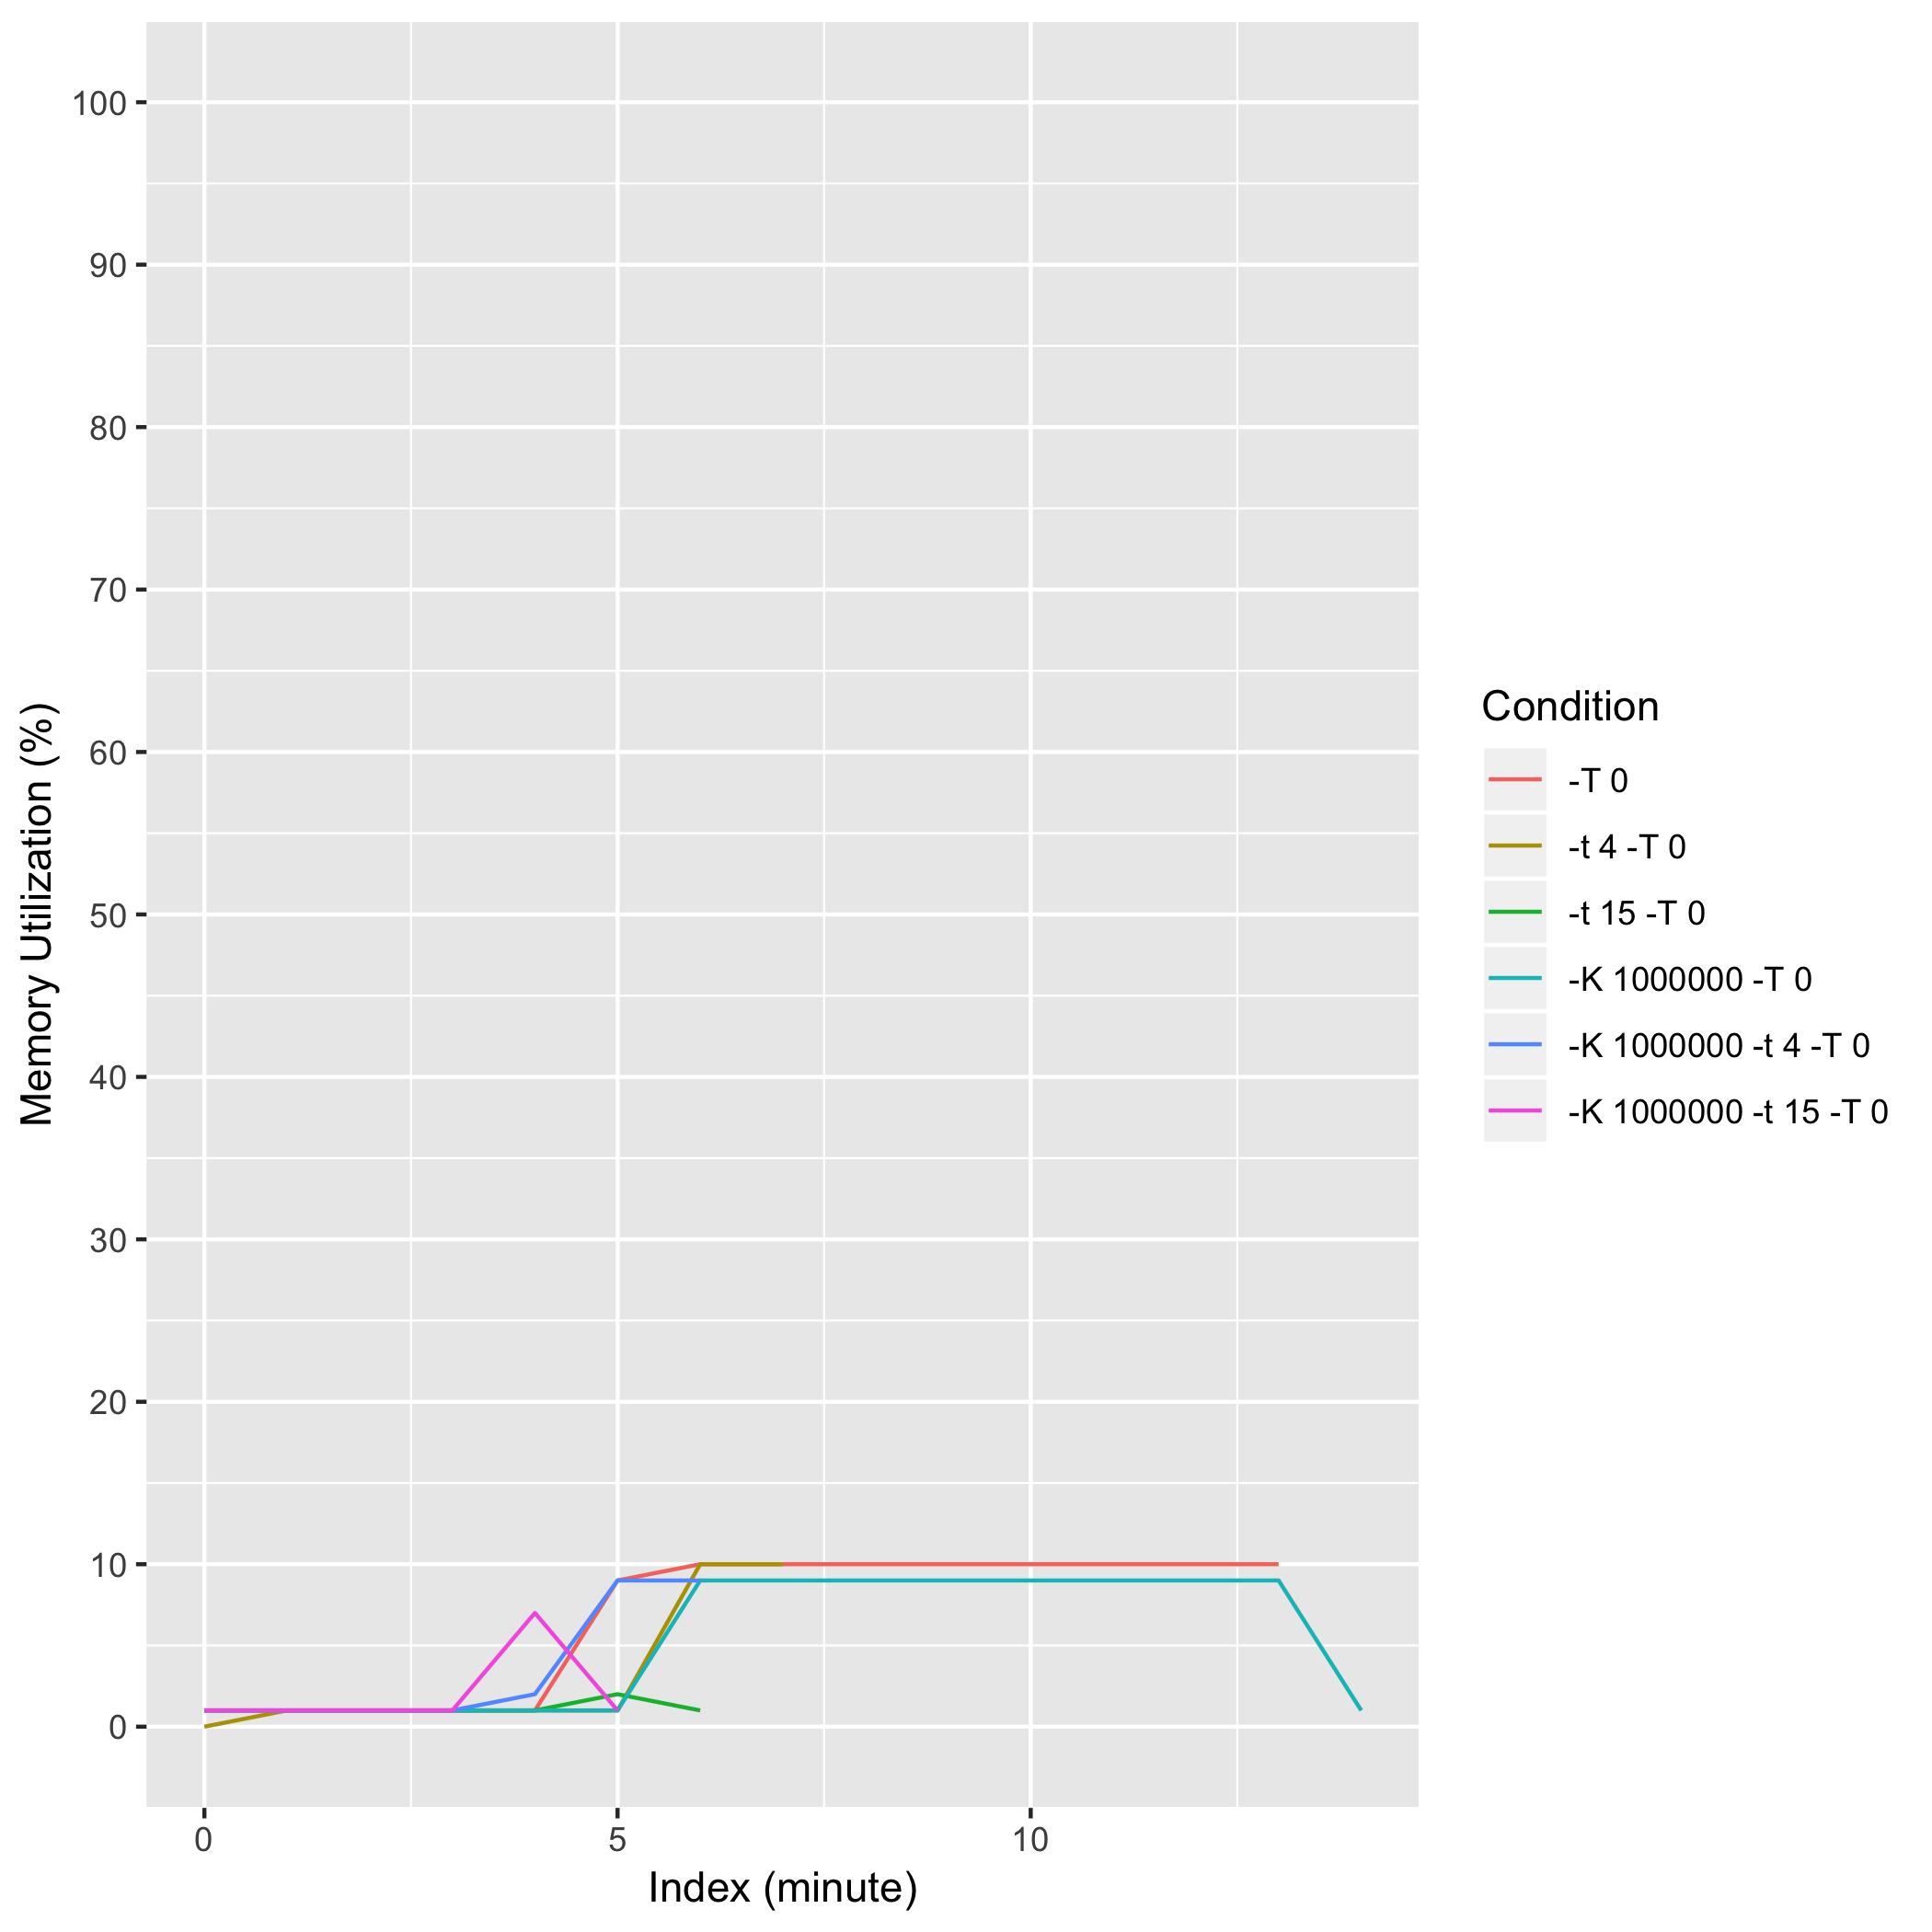 100
90
80
70
60
50
40
30
20
10
0
Memory Utilization (%)
0 5 10
Index (minute)
Condition
-T 0
-t 4 -T 0
-t 15 -T 0
-K 1000000 -T 0
-K 1000000 -t 4 -T 0
-K 1000000 -t 15 -T 0